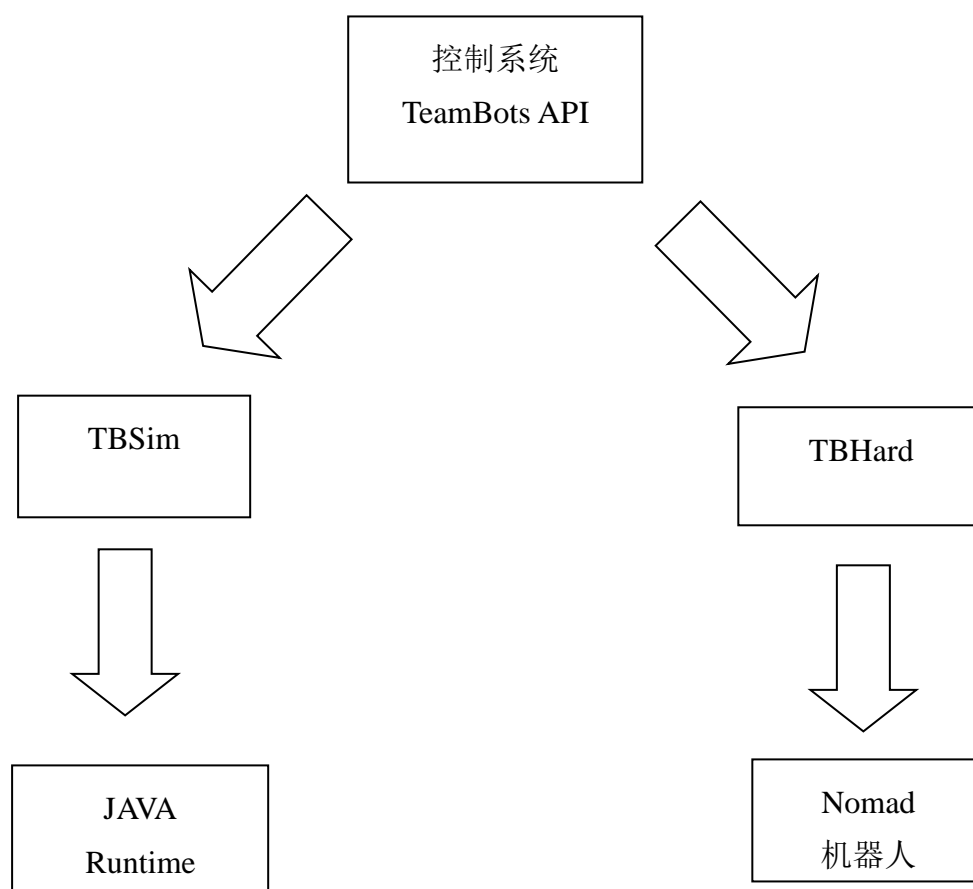 控制系统
TeamBots API
TBSim
TBHard
JAVA
Runtime
Nomad
机器人